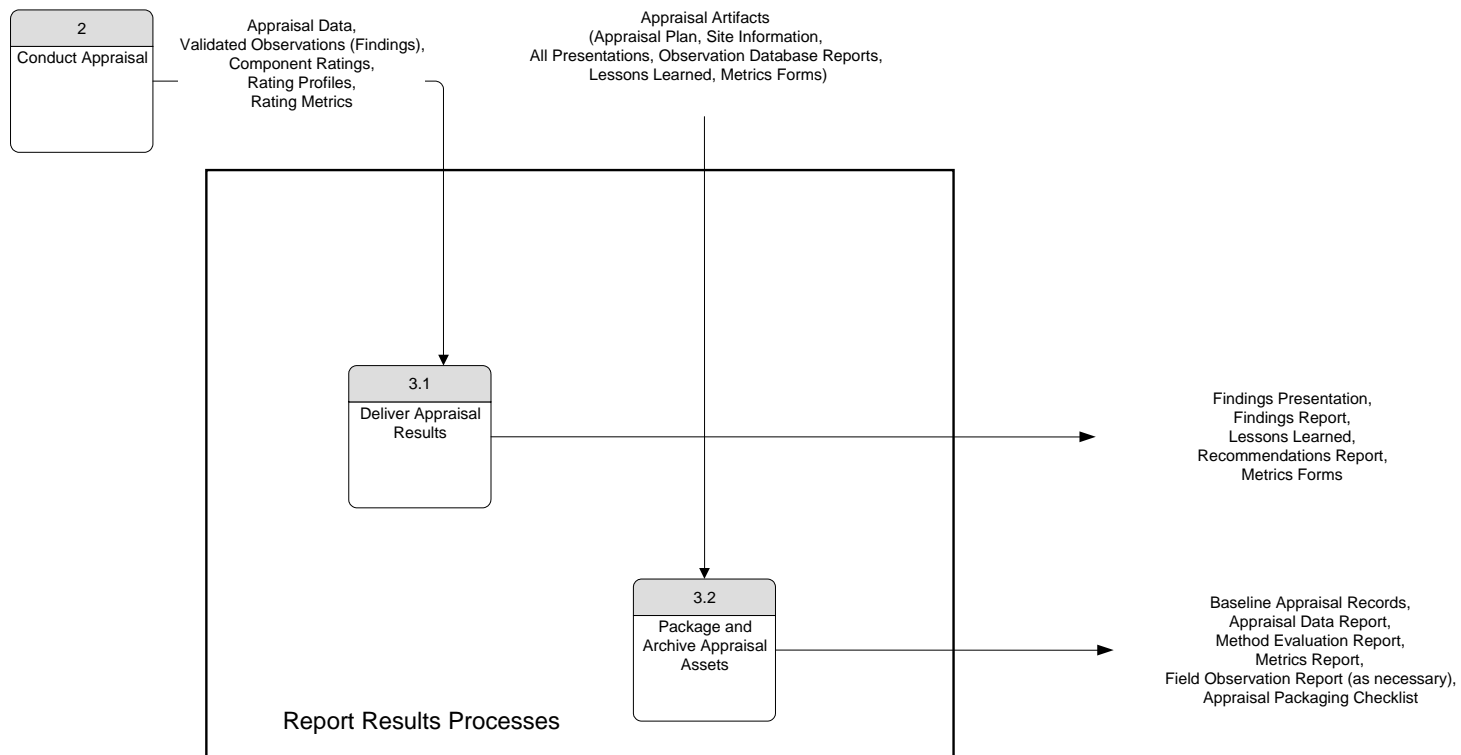 2
Conduct Appraisal
Appraisal Data,
Validated Observations (Findings),
Component Ratings,
Rating Profiles,
Rating Metrics
Appraisal Artifacts
(Appraisal Plan, Site Information,
All Presentations, Observation Database Reports,
Lessons Learned, Metrics Forms)
3.1
Deliver Appraisal
Results
Findings Presentation,
Findings Report,
Lessons Learned,
Recommendations Report,
Metrics Forms
3.2
Package and
Archive Appraisal
Assets
Baseline Appraisal Records,
Appraisal Data Report,
Method Evaluation Report,
Metrics Report,
Field Observation Report (as necessary),
Appraisal Packaging Checklist
Report Results Processes